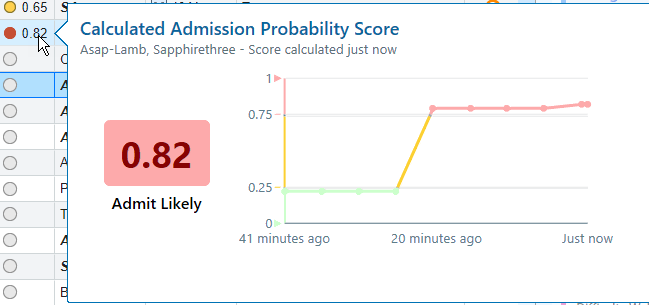 0.65
0.82
Calculated Admission Probability Score
Asap-Lamb, Sapphirethree - Score calculated just now
1
0.75
0.82
Admit Likely
0.25
0
41 minutes ago
20 minutes ago
Just now